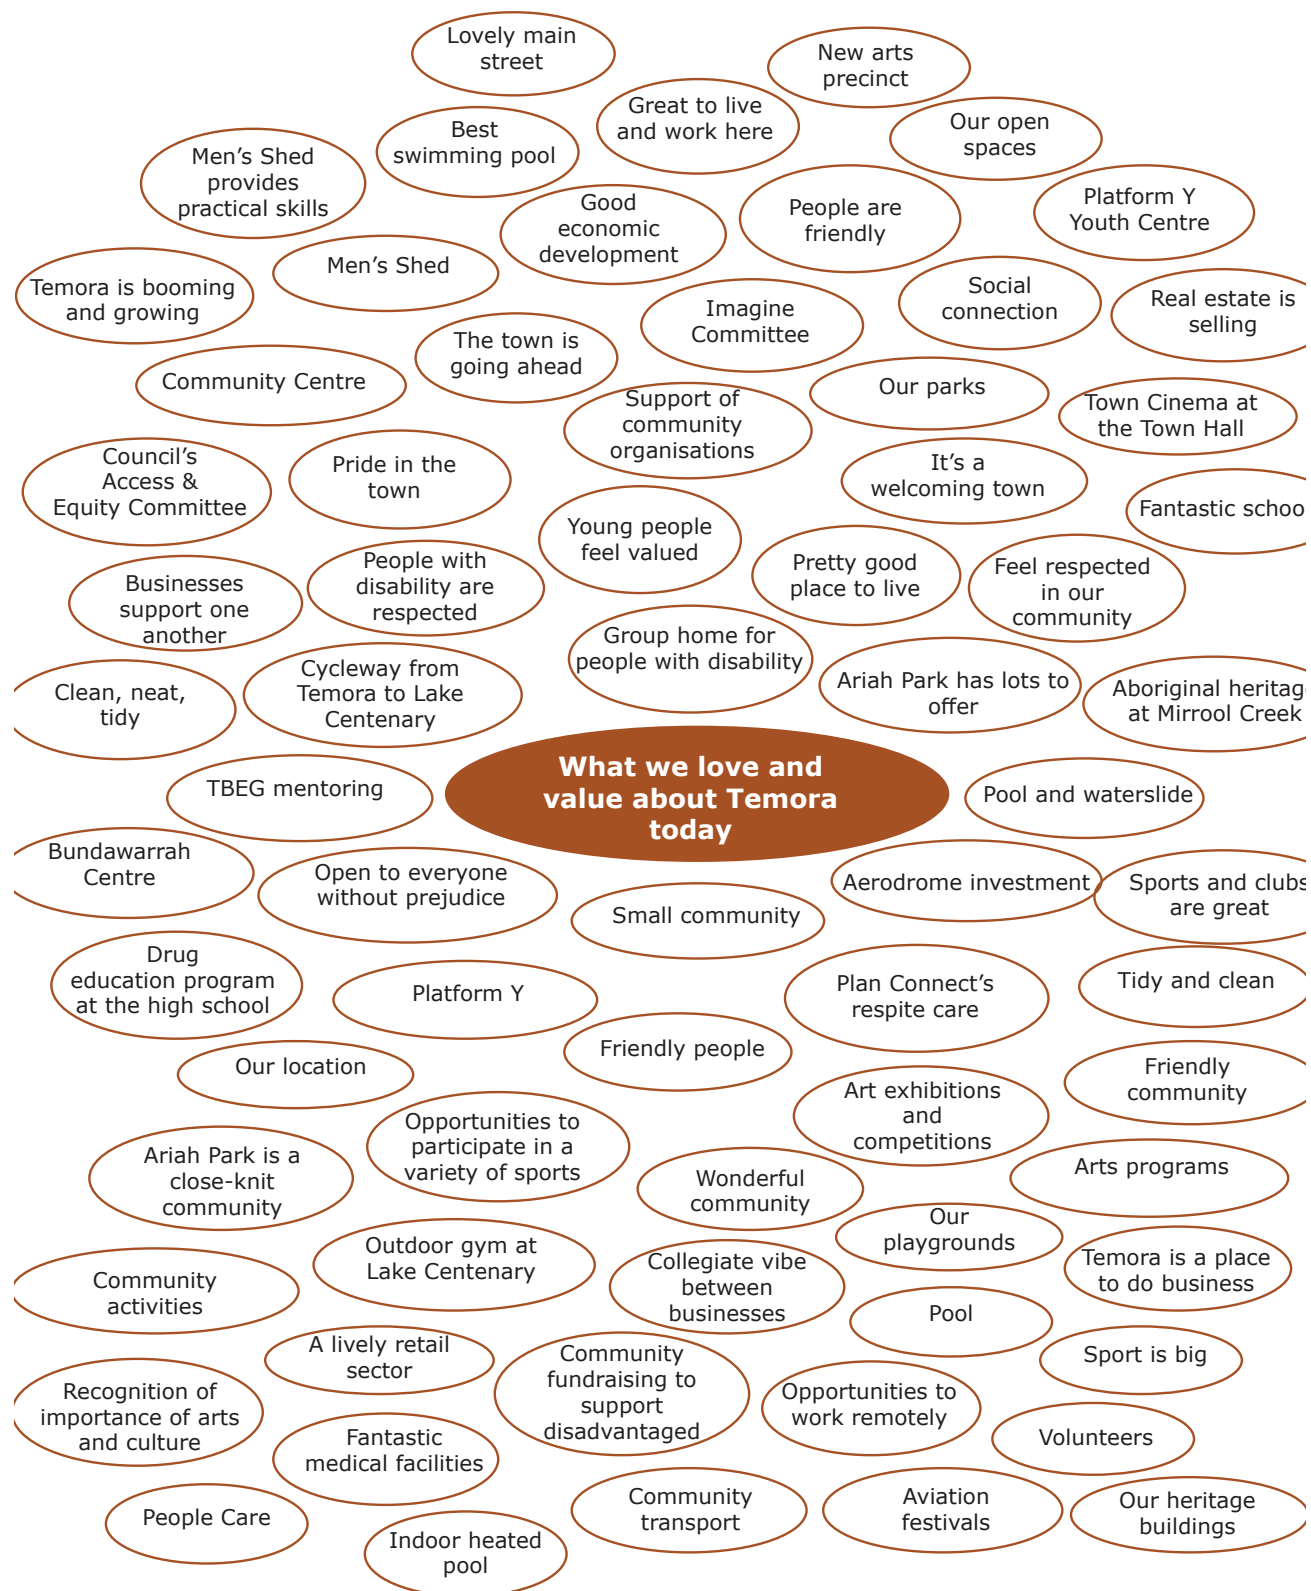 Lovely main
street
New arts
precinct
Great to live
and work here
Our open
spaces
Best
swimming pool
Men's Shed
provides
practical skills
Good
economic
development
People are
friendly
Platform Y
Youth Centre
Men's Shed
Temora is booming
and growing
Social
connection
Real estate is
selling
Imagine
Committee
The town is
going ahead
Community Centre
Our parks
Support of
community
organisations
Town Cinema at
the Town Hall
Council's
Access &
Equity Committee
Pride in the
town
It's a
welcoming town
Fantastic schoo
Young people
feel valued
People with
disability are
respected
Pretty good
place to live
Feel respected
in our
community
Businesses
support one
another
Group home for
people with disability
Cycleway from
Temora to Lake
Centenary
Clean, neat,
tidy
Ariah Park has lots to
offer
Aboriginal heritage
at Mirrool Creek
What we love and
value about Temora
today
TBEG mentoring
Pool and waterslide
Bundawarrah
Centre
Open to everyone
without prejudice
Small community
Aerodrome investment
Sports and clubs
are great
Drug
education program
at the high school
Platform Y
Plan Connect's
respite care
Tidy and clean
Friendly people
Our location
Friendly
community
Art exhibitions
and
competitions
Opportunities to
participate in a
variety of sports
Ariah Park is a
close-knit
community
Wonderful
community
Arts programs
Our
playgrounds
Outdoor gym at
Lake Centenary
Collegiate vibe
between
businesses
Temora is a place
to do business
Community
activities
Pool
A lively retail
sector
Community
fundraising to
support
disadvantaged
Sport is big
Recognition of
importance of arts
and culture
Opportunities to
work remotely
Fantastic
medical facilities
Volunteers
People Care
Community
transport
Aviation
festivals
Our heritage
buildings
Indoor heated
pool